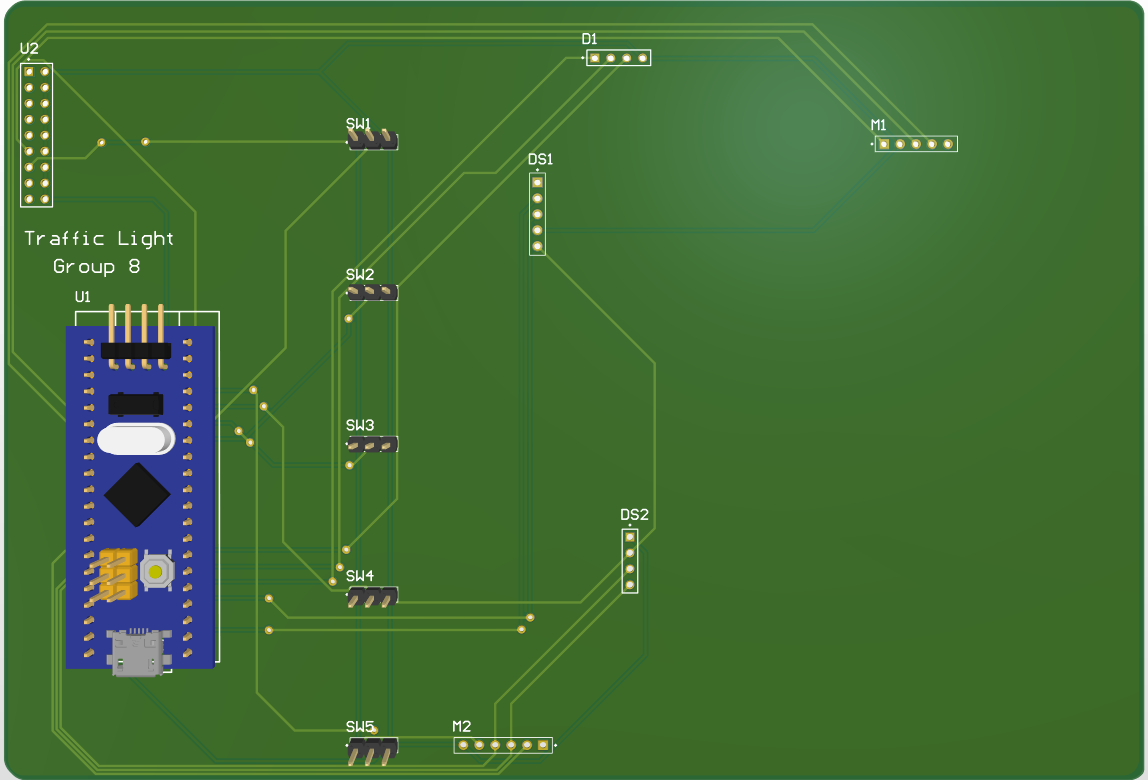 U2
D1
SW1
M1
DS1
Traffic Light
Group 8
SW2
U1
SW3
DS2
SW4
SW5
M2